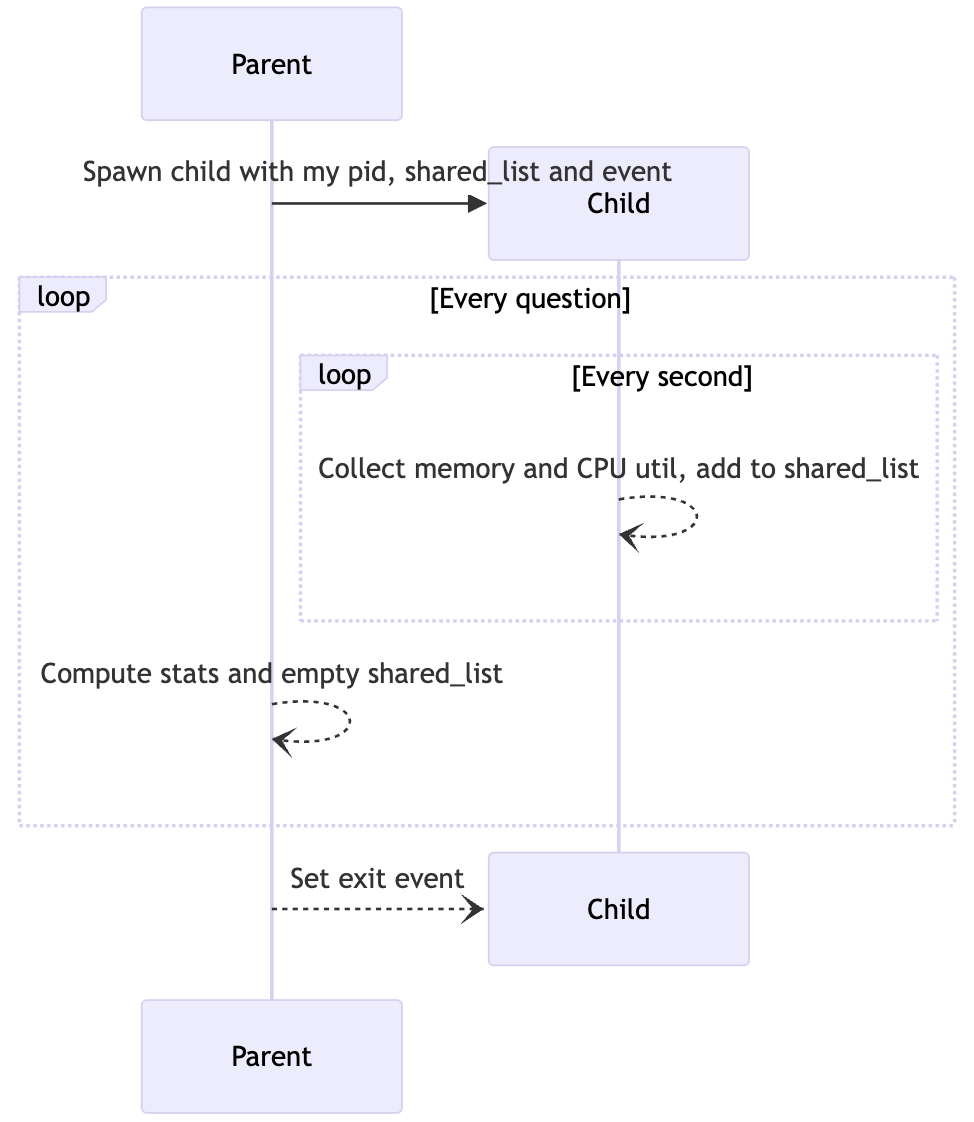 Parent
Spawn child with my pid, shared_list and event
Child
loop
[Every question]
loop
[Every second]
Collect memory and CPU util, add to shared_list
Compute stats and empty shared_list
Set exit event
Child
Parent